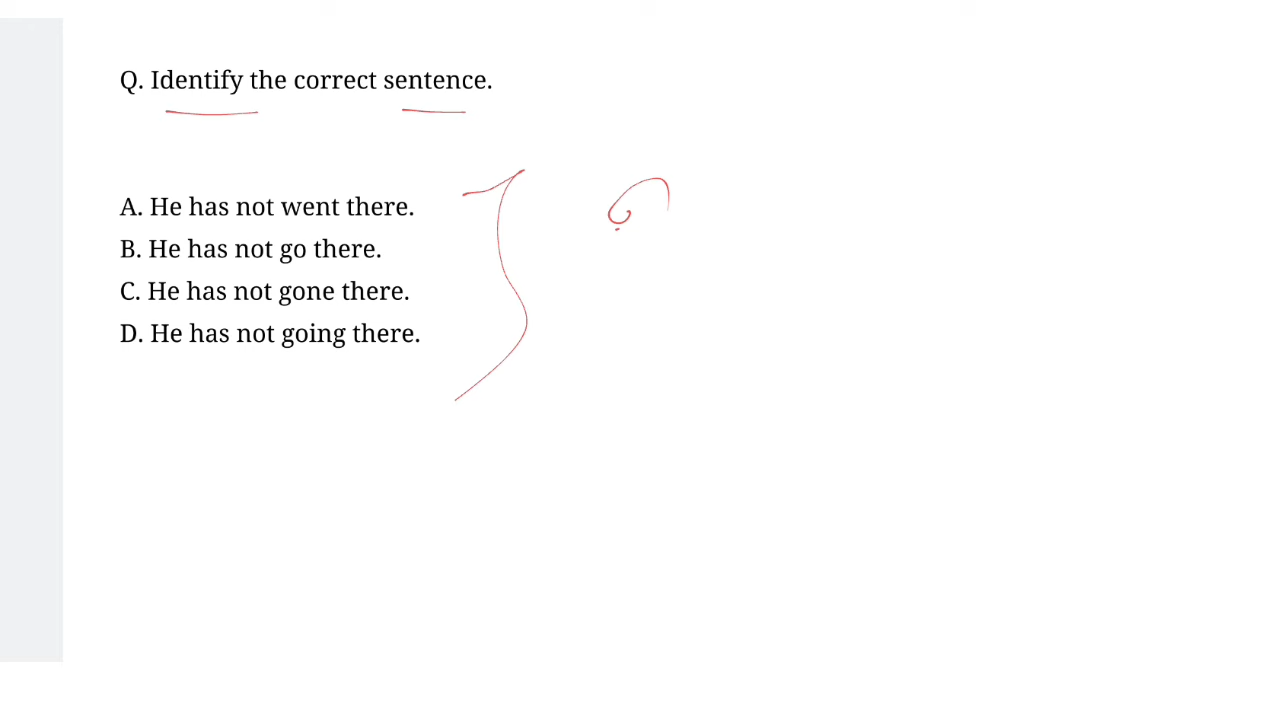 Q. Identify the correct sentence.
A. He has not went there.
B. He has not go there.
C. He has not gone there.
D. He has not going there.